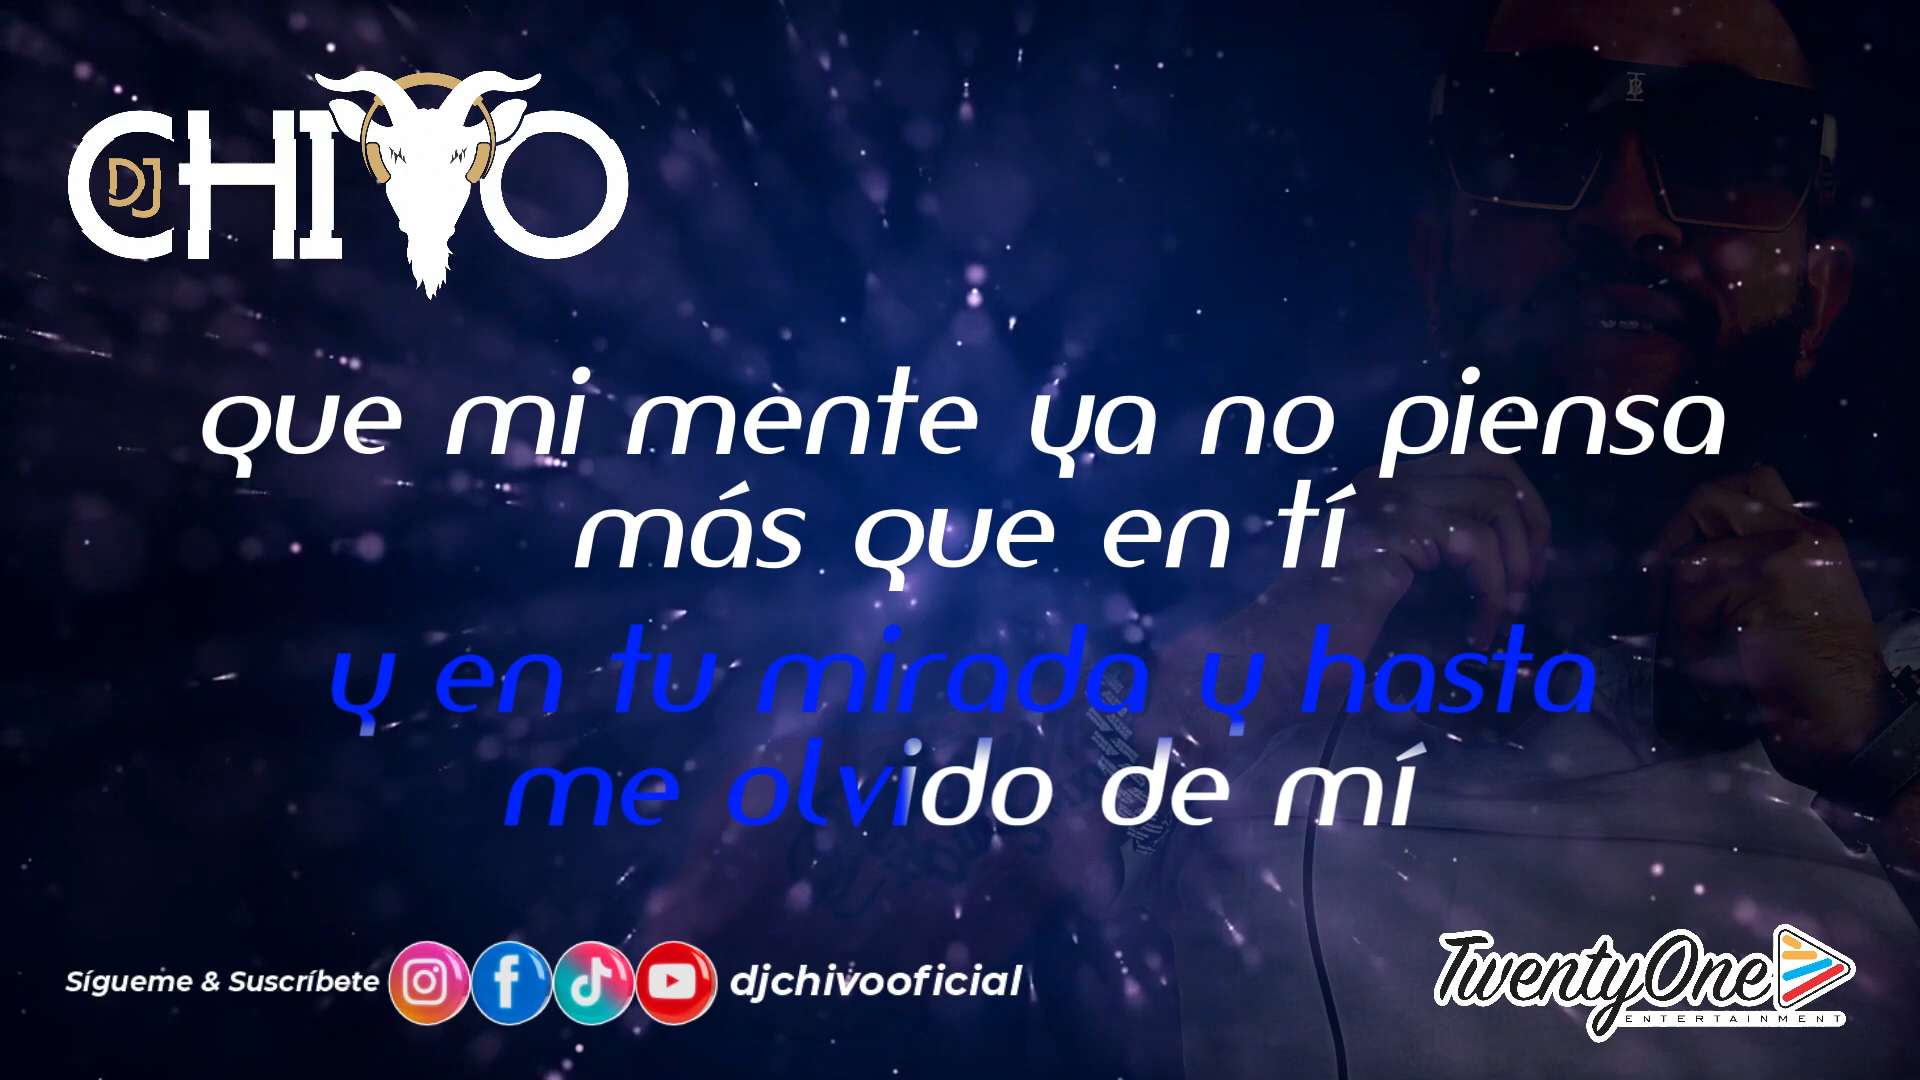 DJ CHIVO
que mi mente ya no piensa
más que en tí
y en tu mirada y hasta
me olvido de mí
Sígueme & Suscríbete djchivooficial
TwentyOne
ENTERTAINMENT